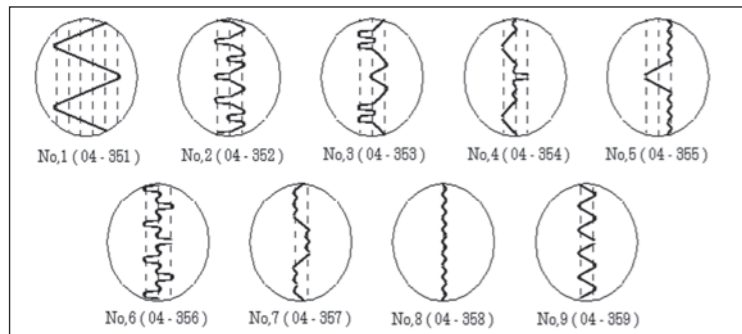 No,1 ( 04 - 351) No,2 ( 04 - 352) No,3 ( 04 - 353) No,4 ( 04 - 354) No,5 ( 04 - 355)
No,6 ( 04 - 356) No,7 ( 04 - 357) No,8 ( 04 - 358) No,9 ( 04 - 359)